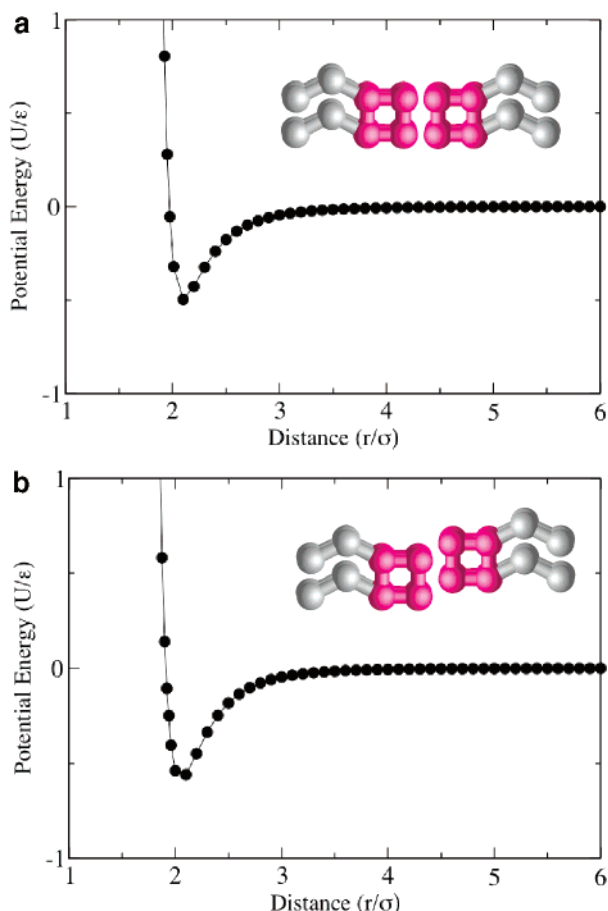 a
Potential Energy (U/ε)
1
0
-1
1 2 3 4 5 6
Distance (r/σ)
b
Potential Energy (U/ε)
1
0
-1
1 2 3 4 5 6
Distance (r/σ)